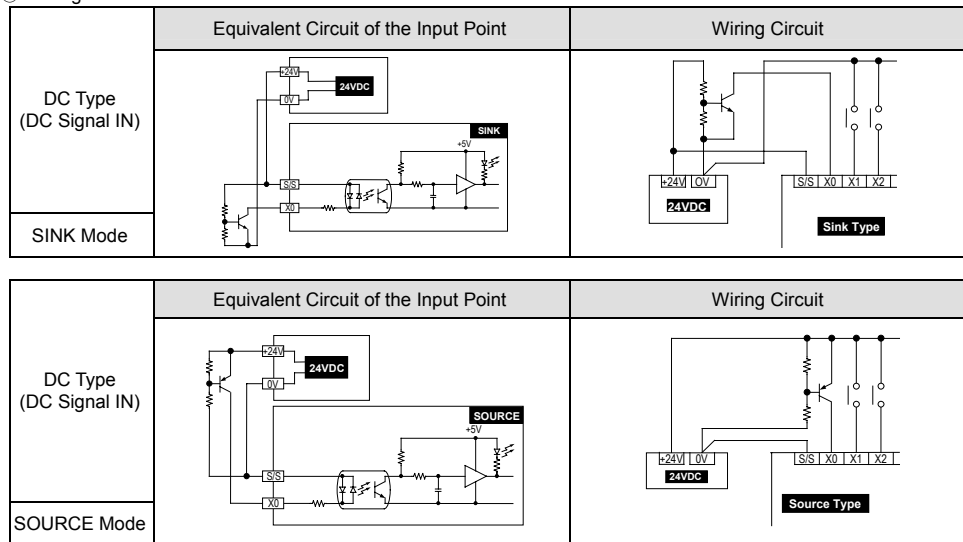 Equivalent Circuit of the Input Point
Wiring Circuit
DC Type
(DC Signal IN)
SINK Mode
+24V
24VDC
0V
SINK
+5V
S/S
X0
+24V 0V
24VDC
S/S X0 X1 X2
Sink Type
Equivalent Circuit of the Input Point
Wiring Circuit
DC Type
(DC Signal IN)
SOURCE Mode
+24V
24VDC
0V
SOURCE
+5V
S/S
X0
+24V 0V
24VDC
S/S X0 X1 X2
Source Type